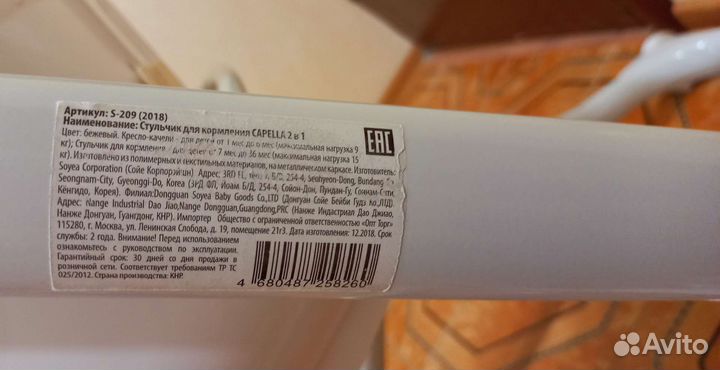 Артикул: S-209 (2018)
Наименование: Стульчик для кормления CAPELLA 2 в 1
Цвет: бежевый. Кресло-качели - для детей от 1 мес до 6 мес (максимальная нагрузка 9
кг); Стульчик для кормления - для детей от 7 мес до 36 мес (максимальная нагрузка 15
кг). Изготовлено из полимерных и текстильных материалов, на металлическом каркасе. Изготовитель:
Soyea Corporation (Сойе Корпорэйшн) Адрес: 3RD FL, B/D, 254-4, Seohyeon-Dong, Bundang-
Seongnam-City, Gyeonggi-Do, Korea (3РД ФЛ, Йоам Б/Д, 254-4, Сойон-Дон, Пундан-Гу, Соннам-Сити,
Кёнгидо, Корея). Филиал:Dongguan Soyea Baby Goods Co.,LTD (Донгуан Сойе Бейби Гудз ко.,ЛТД).
Адрес: Niange Industrial Dao Jiao,Nange Dongguan,Guangdong,PRC (Нанже Индастриал Дао Джиао,
Нанже Донгуан, Гуангдонг, КНР). Импортер Общество с ограниченной ответственностью «Опт Торг»
115280, г. Москва, ул. Ленинская Слобода, д. 19, помещение 21г3. Дата изготовления: 12.2018. Срок
службы: 2 года. Внимание! Перед использованием
ознакомьтесь с руководством по эксплуатации.
Гарантийный срок: 30 дней со дня продажи в
розничной сети. Соответствует требованиям ТР ТС
025/2012. Страна производства: КНР
EAC
4 680487 258260
Avito